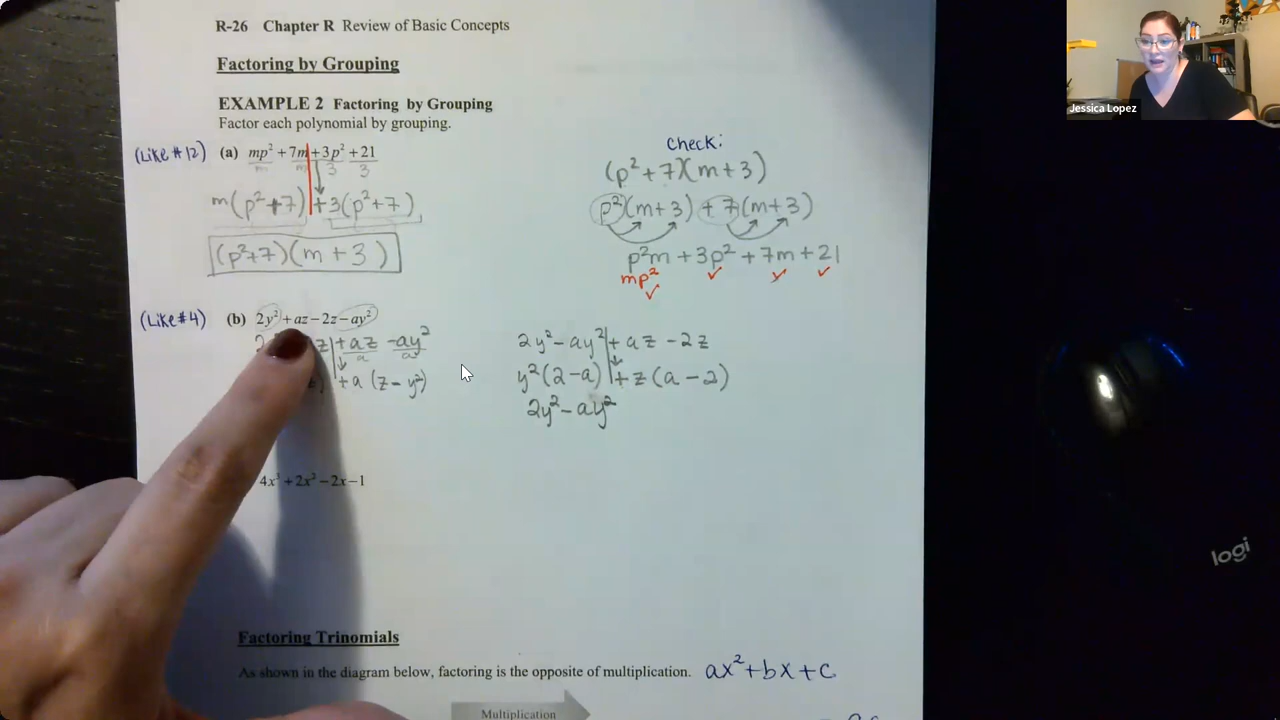 R-26 Chapter R Review of Basic Concepts
Jessica Lopez
Factoring by Grouping
EXAMPLE 2 Factoring by Grouping
Factor each polynomial by grouping.
(Like #12) (a) mp² + 7m + 3p² + 21
m m 3 3
m(p² + 7) + 3(p² + 7)
(p²+7)(m + 3)
Check:
(p² + 7)(m + 3)
p²(m+3) + 7(m+3)
p²m + 3p² + 7m + 21
mp² ✓ ✓ ✓
✓
(Like #4) (b) 2y² + az − 2z − ay²
z + az − ay²
a a
+ a (z − y²)
2y² − ay² + az − 2z
y²(2 − a) + z(a − 2)
2y² − ay²
4x³ + 2x² − 2x − 1
logi
Factoring Trinomials
As shown in the diagram below, factoring is the opposite of multiplication. ax² + bx + c
Multiplication